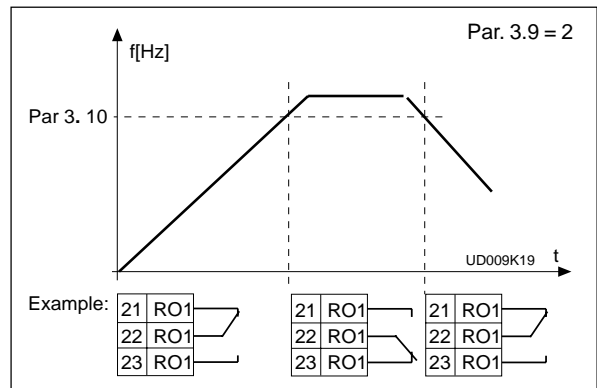 Par. 3.9 = 2
f[Hz]
Par 3. 10
UD009K19 t
Example:
21 RO1 21 RO1 21 RO1
22 RO1 22 RO1 22 RO1
23 RO1 23 RO1 23 RO1